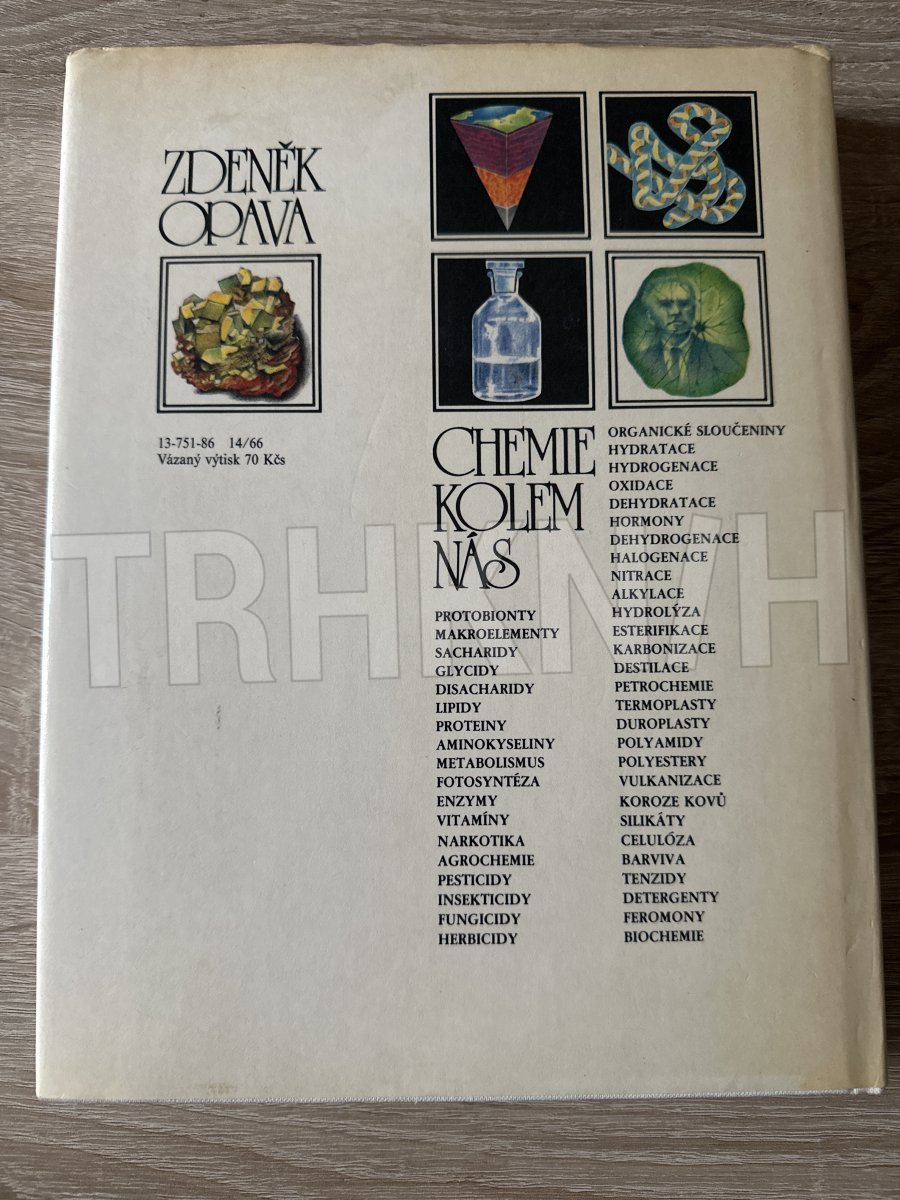 ZDENĚK
OPAVA
13-751-86 14/66
Vázaný výtisk 70 Kčs
CHEMIE
KOLEM
NÁS
PROTOBIONTY
MAKROELEMENTY
SACHARIDY
GLYCIDY
DISACHARIDY
LIPIDY
PROTEINY
AMINOKYSELINY
METABOLISMUS
FOTOSYNTÉZA
ENZYMY
VITAMÍNY
NARKOTIKA
AGROCHEMIE
PESTICIDY
INSEKTICIDY
FUNGICIDY
HERBICIDY
ORGANICKÉ SLOUČENINY
HYDRATACE
HYDROGENACE
OXIDACE
DEHYDRATACE
HORMONY
DEHYDROGENACE
HALOGENACE
NITRACE
ALKYLACE
HYDROLÝZA
ESTERIFIKACE
KARBONIZACE
DESTILACE
PETROCHEMIE
TERMOPLASTY
DUROPLASTY
POLYAMIDY
POLYESTERY
VULKANIZACE
KOROZE KOVŮ
SILIKÁTY
CELULÓZA
BARVIVA
TENZIDY
DETERGENTY
FEROMONY
BIOCHEMIE
TRHKNIH